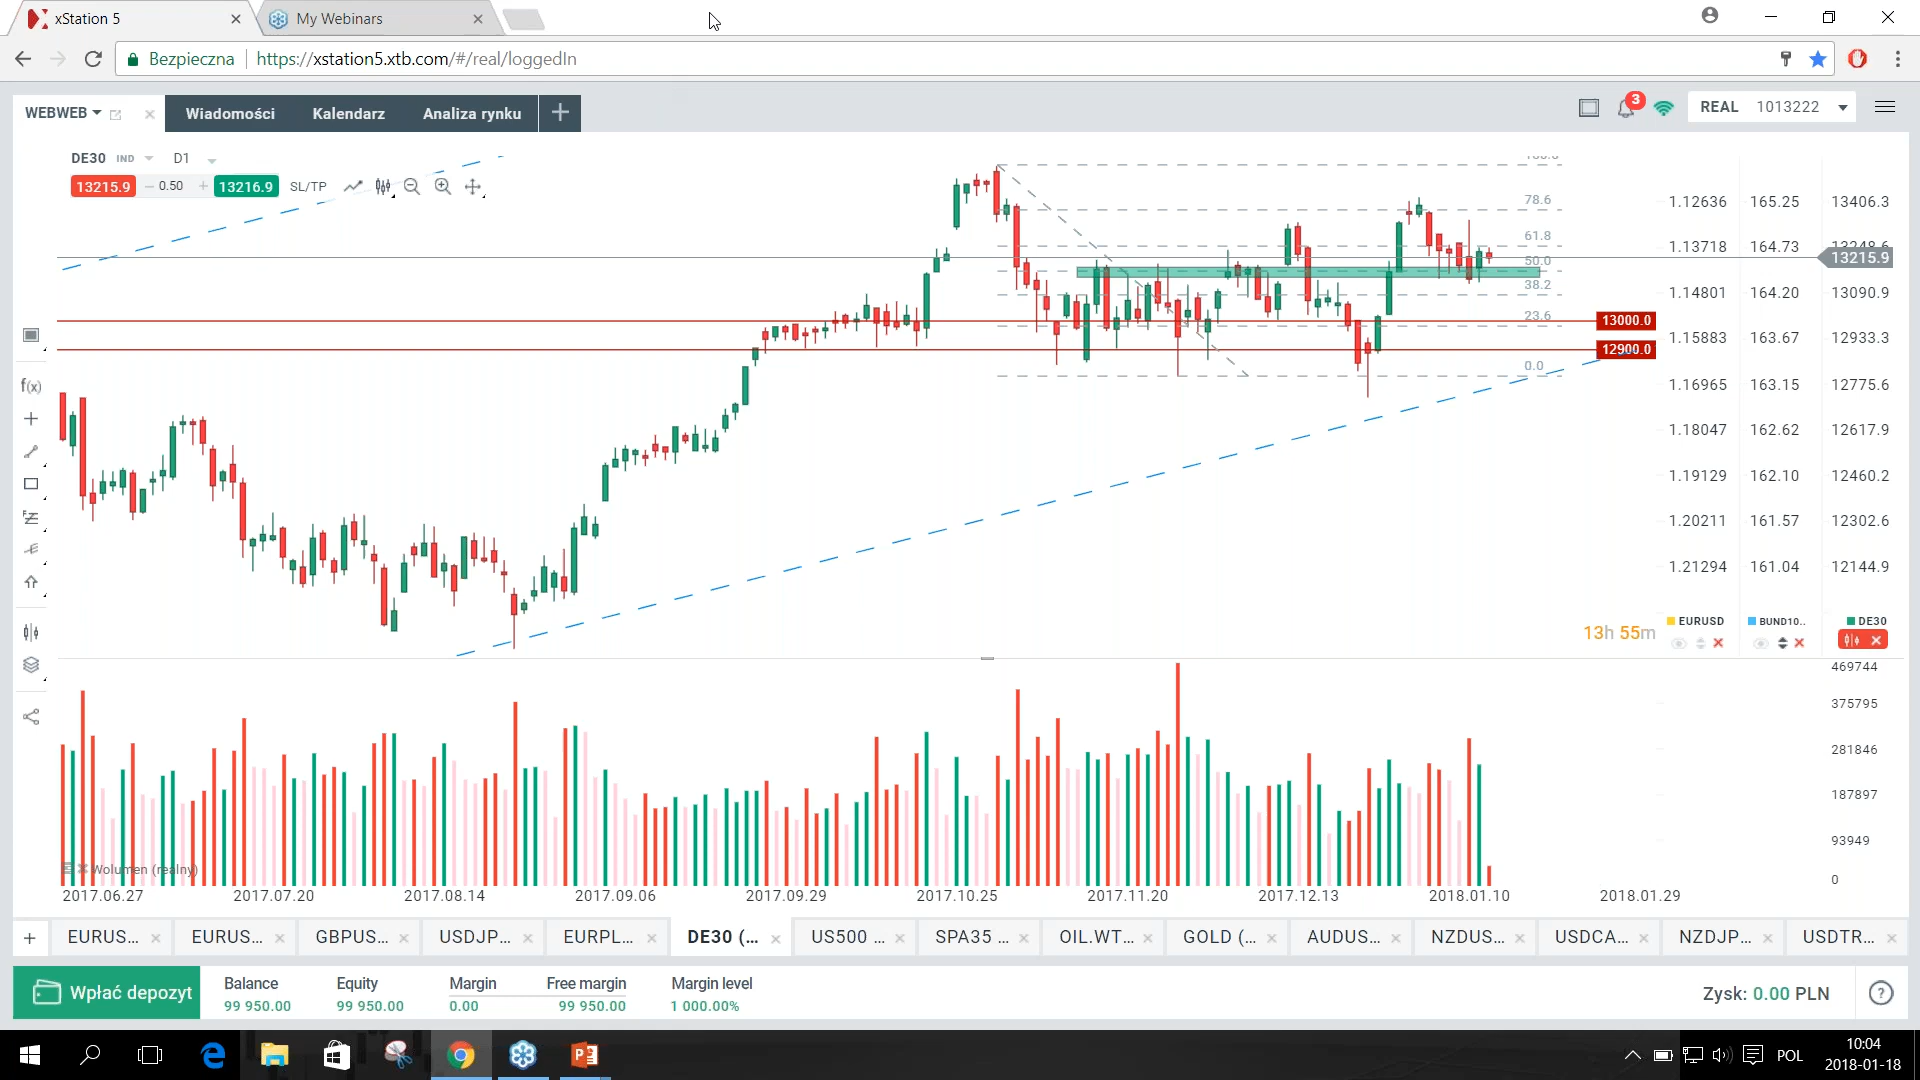 xStation 5
My Webinars
Bezpieczna
https://xstation5.xtb.com/#/real/loggedIn
WEBWEB
Wiadomości
Kalendarz
Analiza rynku
3
REAL 1013222
DE30 IND D1
13215.9
0.50
13216.9
SL/TP
78.6
61.8
50.0
38.2
23.6
0.0
13000.0
12900.0
1.12636 165.25 13406.3
1.13718 164.73
13215.9
1.14801 164.20 13090.9
1.15883 163.67 12933.3
1.16965 163.15 12775.6
1.18047 162.62 12617.9
1.19129 162.10 12460.2
1.20211 161.57 12302.6
1.21294 161.04 12144.9
f(x)
13h 55m
EURUSD
BUND10..
DE30
469744
375795
281846
187897
93949
0
Wolumen (realny)
2017.06.27 2017.07.20 2017.08.14 2017.09.06 2017.09.29 2017.10.25 2017.11.20 2017.12.13 2018.01.10 2018.01.29
EURUS... EURUS... GBPUS... USDJP... EURPL... DE30 (... US500 ... SPA35 ... OIL.WT... GOLD (... AUDUS... NZDUS... USDCA... NZDJP... USDTR...
Wpłać depozyt
Balance Equity Margin Free margin Margin level
99 950.00 99 950.00 0.00 99 950.00 1 000.00%
Zysk: 0.00 PLN
?
POL
10:04
2018-01-18